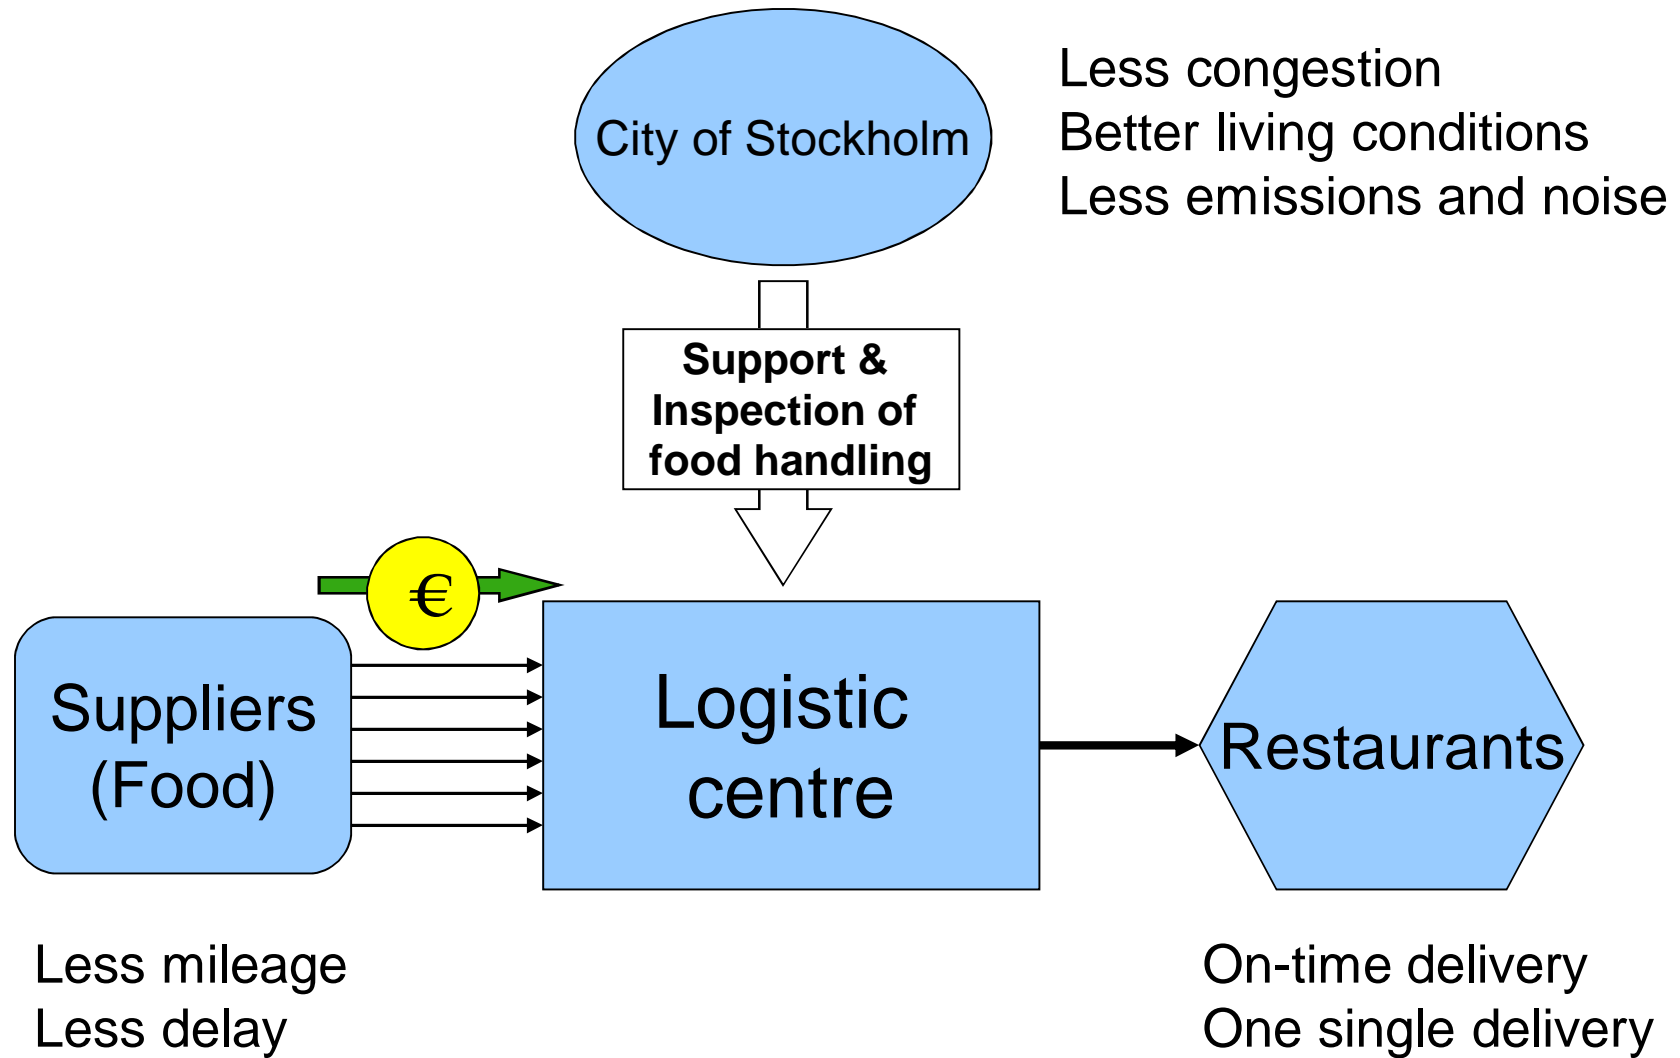 City of Stockholm
Less congestion
Better living conditions
Less emissions and noise
Support &
Inspection of
food handling
€
Suppliers
(Food)
Logistic
centre
Restaurants
Less mileage
Less delay
On-time delivery
One single delivery